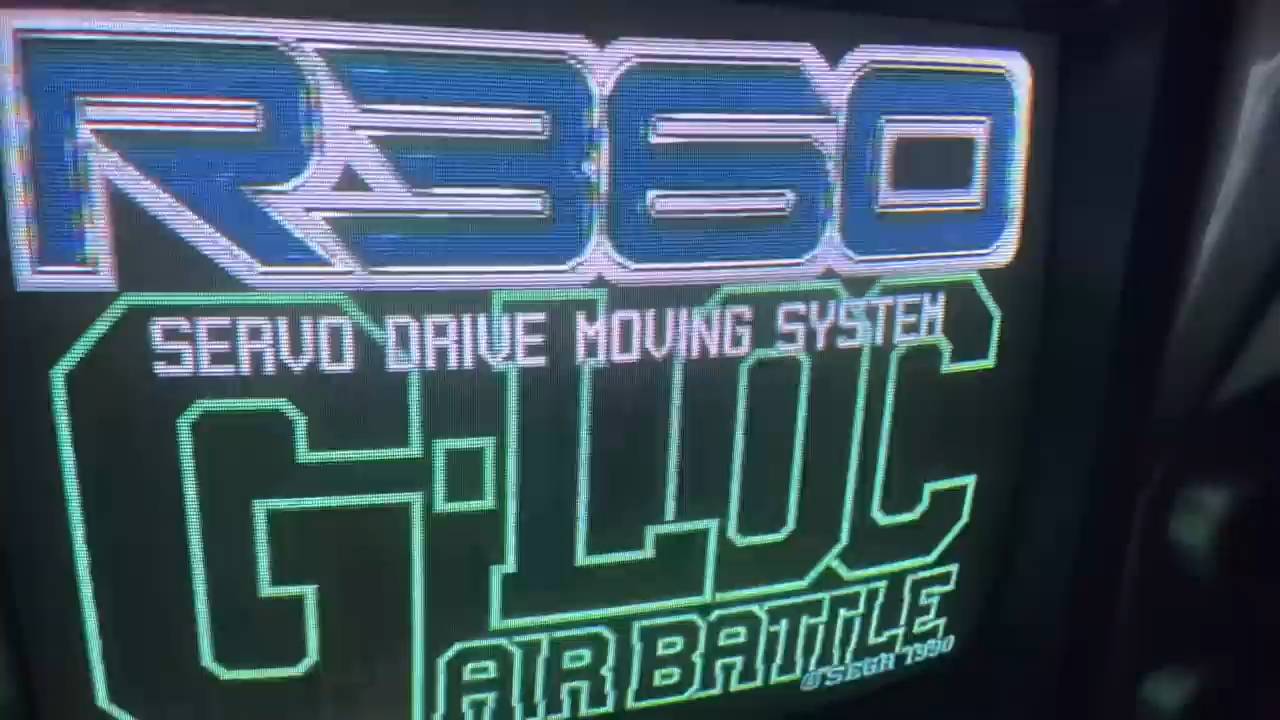 R360
SERVO DRIVE MOVING SYSTEM
G-LOC
AIR BATTLE
©SEGA 1990